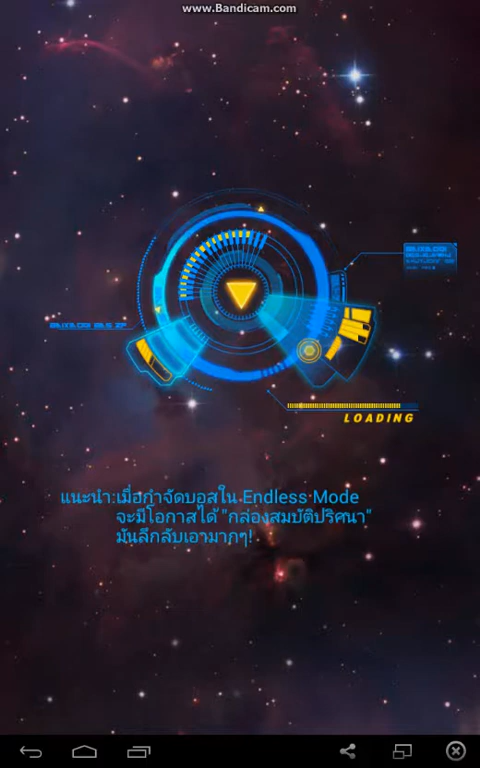 www.Bandicam.com
LOADING
แนะนำ:เมื่อกำจัดบอสใน Endless Mode
จะมีโอกาสได้ "กล่องสมบัติปริศนา"
มันลึกลับเอามากๆ!